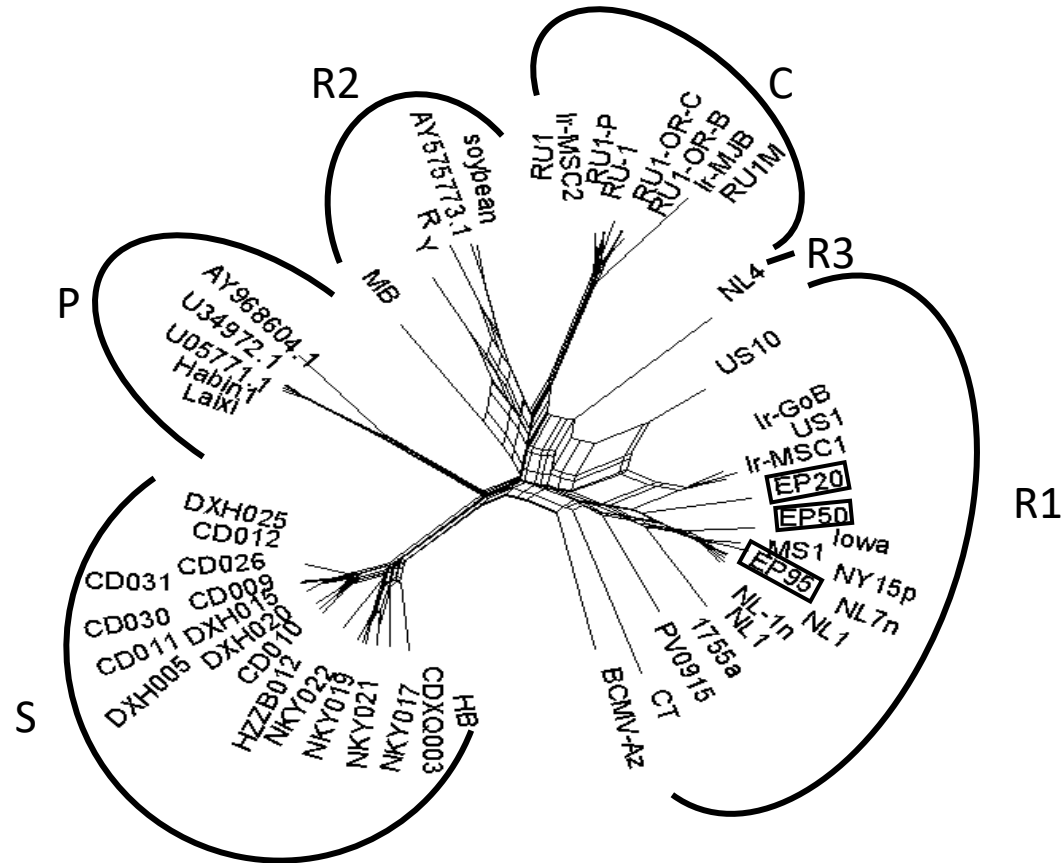 R2
C
AY575773.1
soybean
R Y
MB
RU1
Ir-MSC2
RU1-P
RU-1
RU1-OR-C
RU1-OR-B
Ir-MJB
RU1M
R3
NL4
P
AY968604.1
U34972.1
U05771.1
Habin1
Laixi
US10
Ir-GoB
US1
Ir-MSC1
EP20
EP50
Iowa
MS1
EP95
NY15p
NL7n
NL1
NL-1n
NL1
1755a
PV0915
CT
BCMV-Az
R1
DXH025
CD012
CD026
CD031
CD009
CD030
DXH015
CD011
DXH020
DXH005
CD010
HZZB012
NKY022
NKY019
NKY021
NKY017
CDXQ003
HB
S